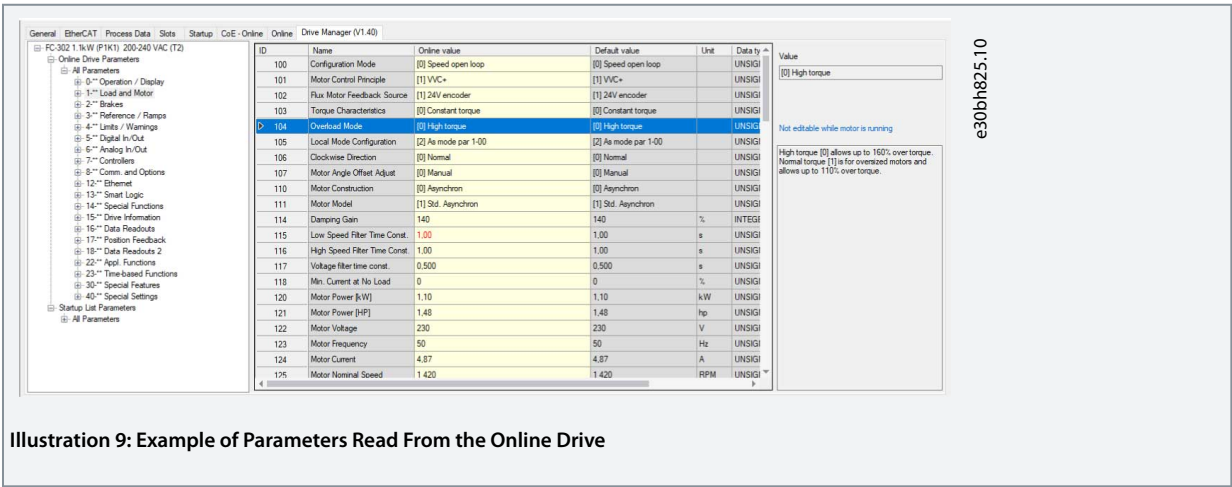 General EtherCAT Process Data Slots Startup CoE - Online Online Drive Manager (V1.40)
FC-302 1.1kW (P1K1) 200-240 VAC (T2)
Online Drive Parameters
All Parameters
0-** Operation / Display
1-** Load and Motor
2-** Brakes
3-** Reference / Ramps
4-** Limits / Warnings
5-** Digital In/Out
6-** Analog In/Out
7-** Controllers
8-** Comm. and Options
12-** Ethernet
13-** Smart Logic
14-** Special Functions
15-** Drive Information
16-** Data Readouts
17-** Position Feedback
18-** Data Readouts 2
22-** Appl. Functions
23-** Time-based Functions
30-** Special Features
40-** Special Settings
Startup List Parameters
All Parameters
ID Name Online value Default value Unit Data ty
100 Configuration Mode [0] Speed open loop [0] Speed open loop UNSIGI
101 Motor Control Principle [1] VVC+ [1] VVC+ UNSIGI
102 Flux Motor Feedback Source [1] 24V encoder [1] 24V encoder UNSIGI
103 Torque Characteristics [0] Constant torque [0] Constant torque UNSIGI
104 Overload Mode [0] High torque [0] High torque UNSIGI
105 Local Mode Configuration [2] As mode par 1-00 [2] As mode par 1-00 UNSIGI
106 Clockwise Direction [0] Normal [0] Normal UNSIGI
107 Motor Angle Offset Adjust [0] Manual [0] Manual UNSIGI
110 Motor Construction [0] Asynchron [0] Asynchron UNSIGI
111 Motor Model [1] Std. Asynchron [1] Std. Asynchron UNSIGI
114 Damping Gain 140 140 % INTEGE
115 Low Speed Filter Time Const. 1,00 1,00 s UNSIGI
116 High Speed Filter Time Const. 1,00 1,00 s UNSIGI
117 Voltage filter time const. 0,500 0,500 s UNSIGI
118 Min. Current at No Load 0 0 % UNSIGI
120 Motor Power [kW] 1,10 1,10 kW UNSIGI
121 Motor Power [HP] 1,48 1,48 hp UNSIGI
122 Motor Voltage 230 230 V UNSIGI
123 Motor Frequency 50 50 Hz UNSIGI
124 Motor Current 4,87 4,87 A UNSIGI
125 Motor Nominal Speed 1 420 1 420 RPM UNSIGI
Value
[0] High torque
Not editable while motor is running
High torque [0] allows up to 160% over torque.
Normal torque [1] is for oversized motors and
allows up to 110% over torque.
e30bh825.10
Illustration 9: Example of Parameters Read From the Online Drive